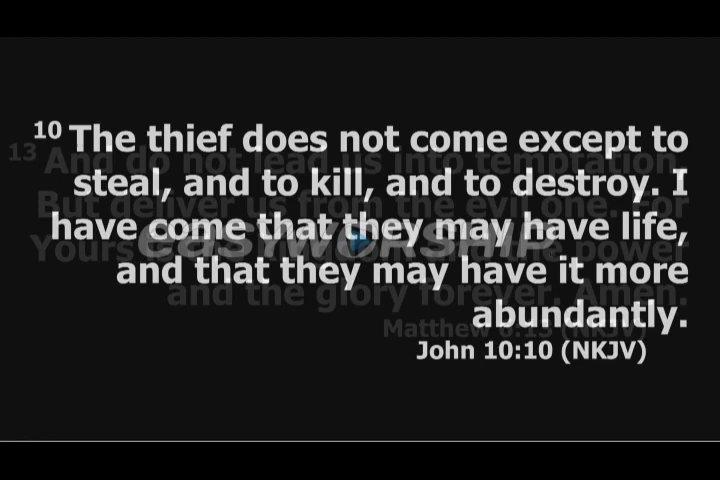 10 The thief does not come except to
steal, and to kill, and to destroy. I
have come that they may have life,
and that they may have it more
abundantly.
John 10:10 (NKJV)
13 And do not lead us into temptation,
But deliver us from the evil one. For
Yours is the power
and the glory forever. Amen.
Matthew 6:13 (NKJV)
easyworship